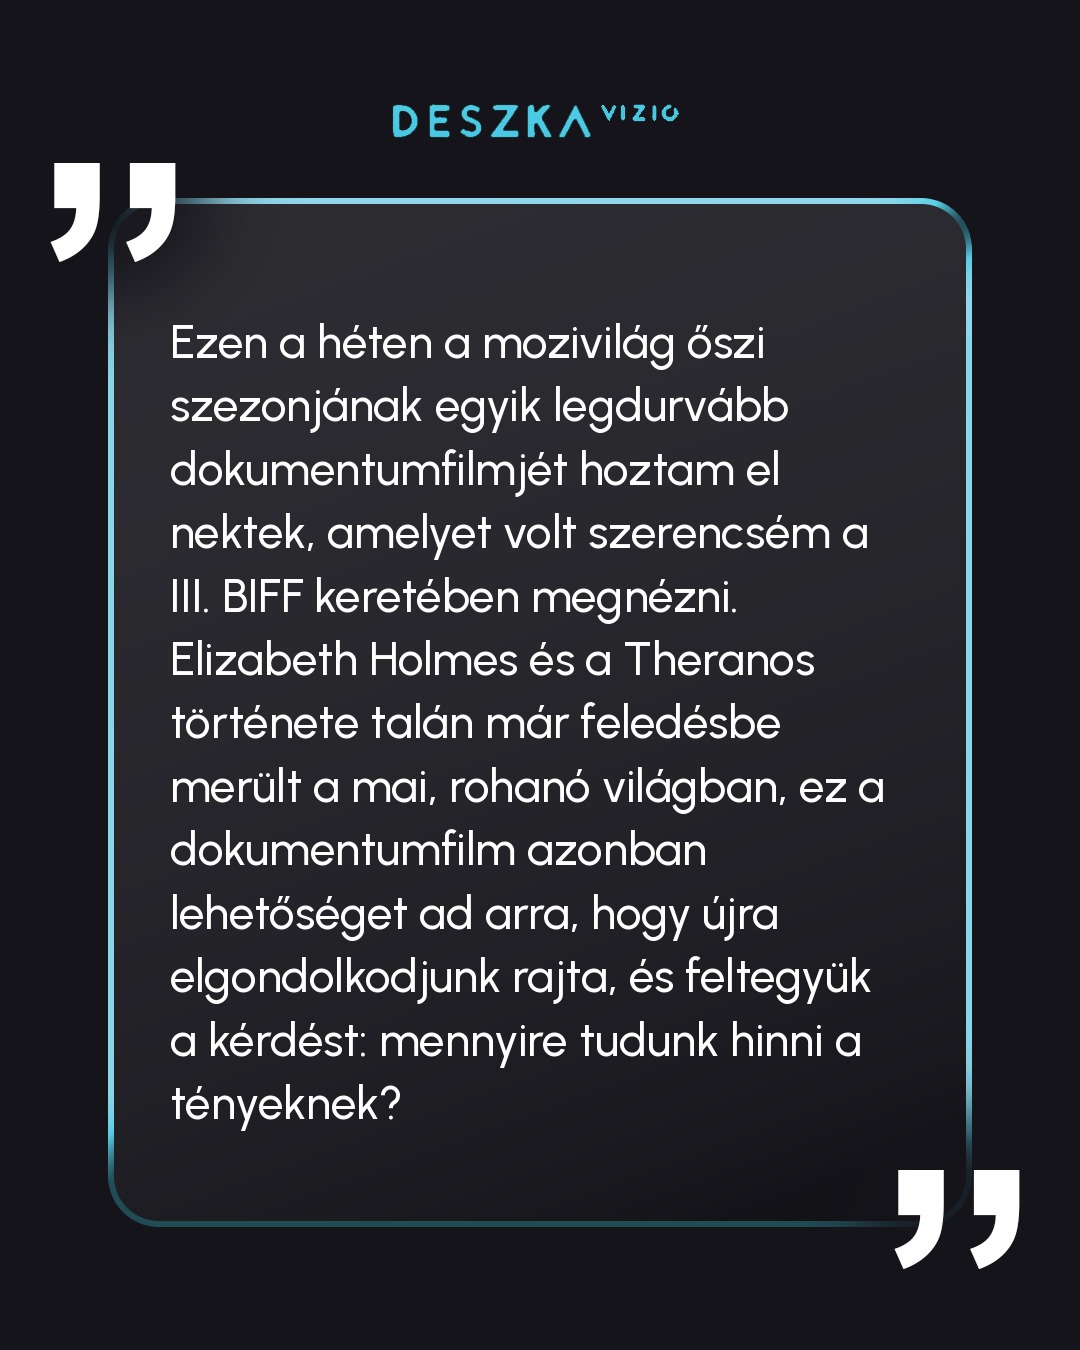 DESZKA VIZIO
”
Ezen a héten a mozivilág őszi
szezonjának egyik legdurvább
dokumentumfilmjét hoztam el
nektek, amelyet volt szerencsém a
III. BIFF keretében megnézni.
Elizabeth Holmes és a Theranos
története talán már feledésbe
merült a mai, rohanó világban, ez a
dokumentumfilm azonban
lehetőséget ad arra, hogy újra
elgondolkodjunk rajta, és feltegyük
a kérdést: mennyire tudunk hinni a
tényeknek?
”